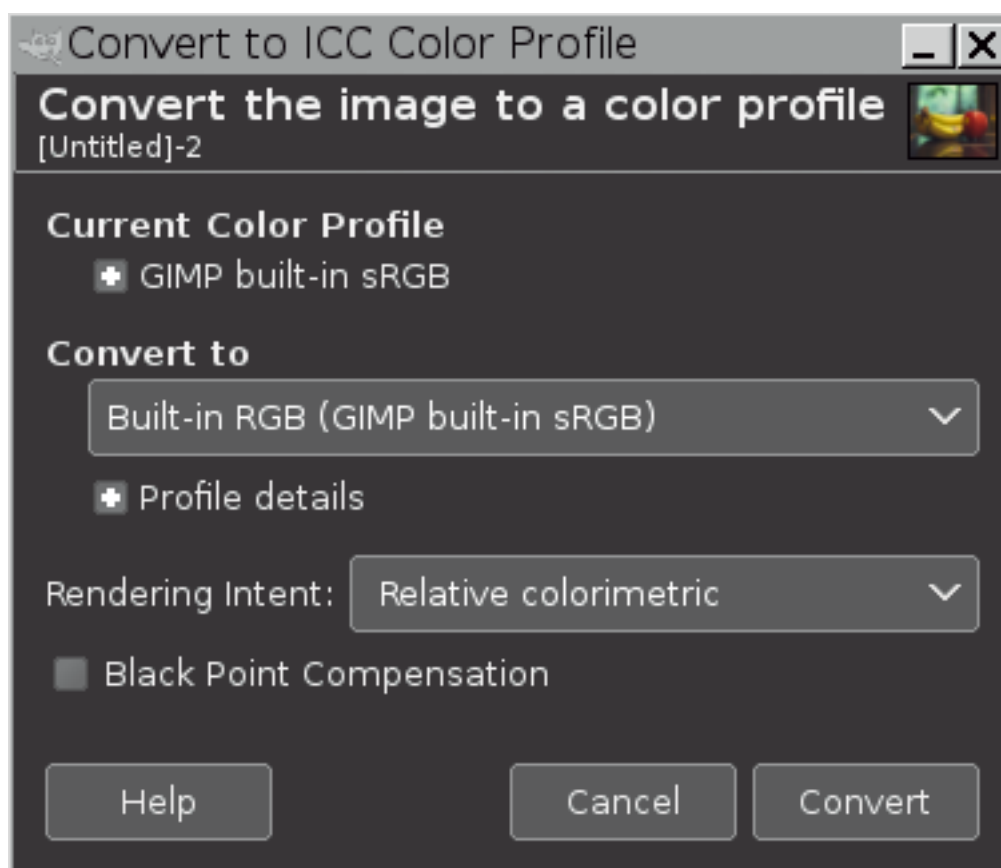 Convert to ICC Color Profile
Convert the image to a color profile
[Untitled]-2
Current Color Profile
GIMP built-in sRGB
Convert to
Built-in RGB (GIMP built-in sRGB)
Profile details
Rendering Intent: Relative colorimetric
Black Point Compensation
Help Cancel Convert